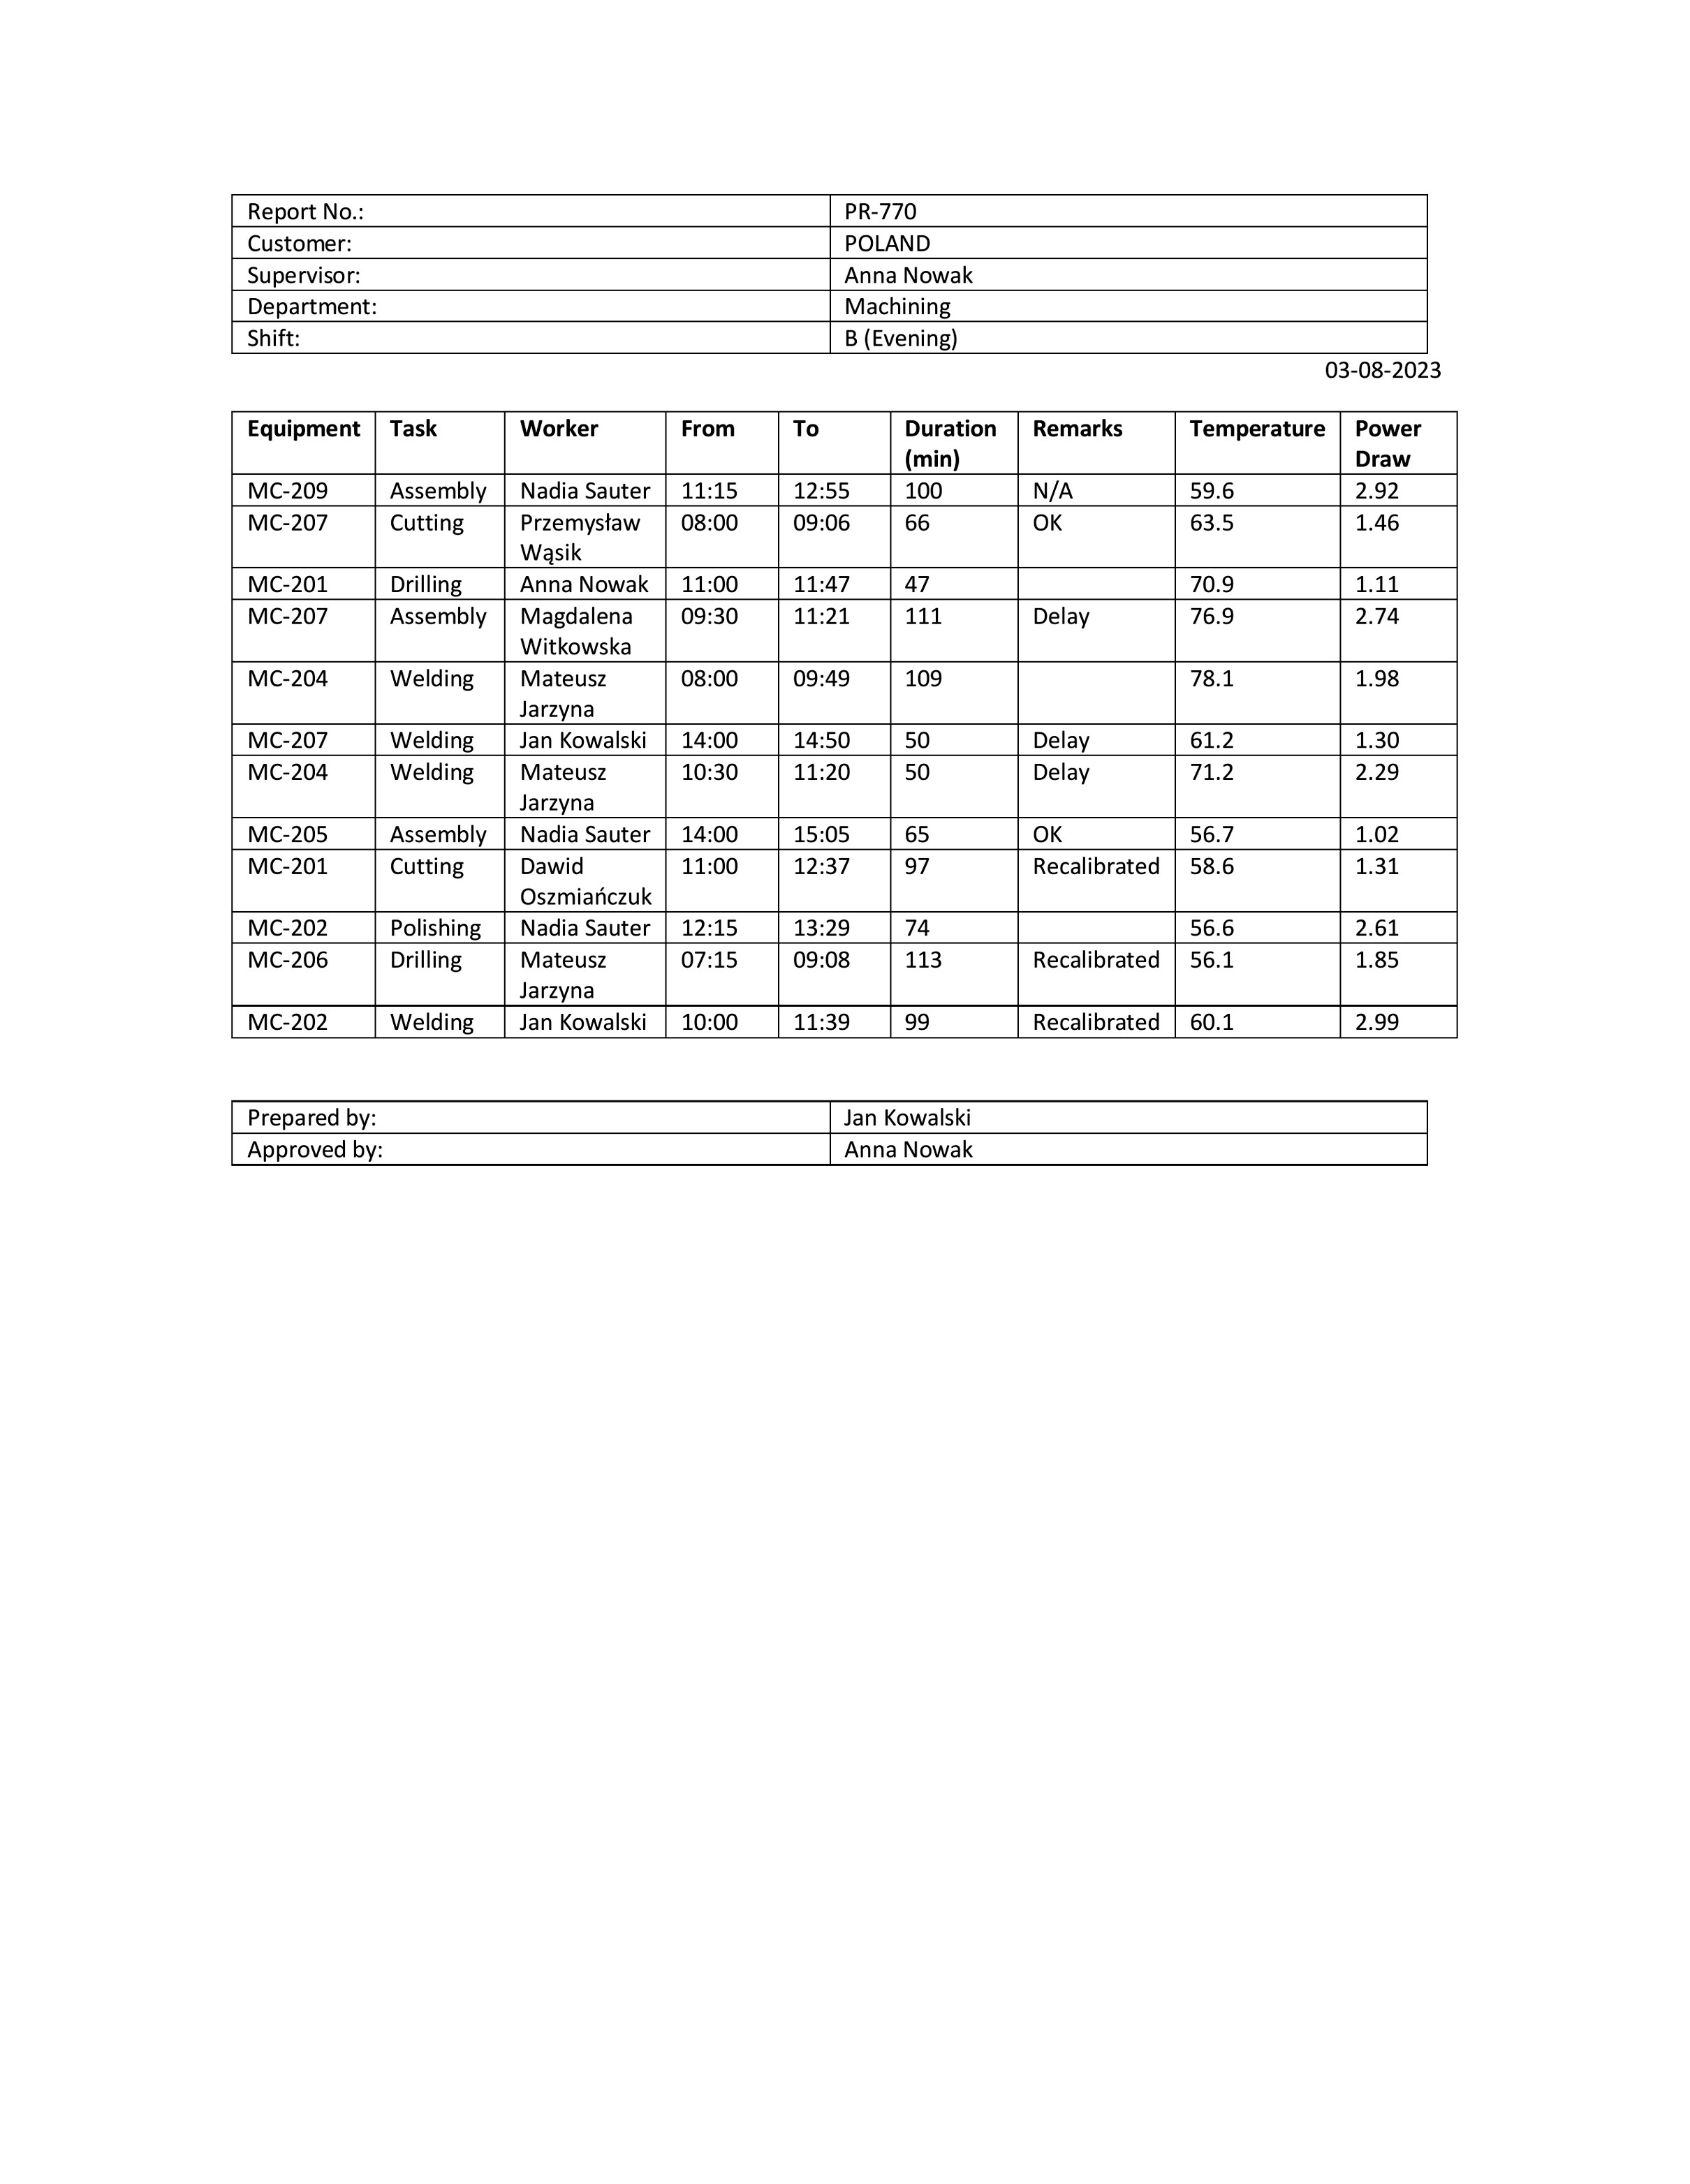 Report No.: PR-770
Customer: POLAND
Supervisor: Anna Nowak
Department: Machining
Shift: B (Evening)
03-08-2023
Equipment Task Worker From To Duration (min) Remarks Temperature Power Draw
MC-209 Assembly Nadia Sauter 11:15 12:55 100 N/A 59.6 2.92
MC-207 Cutting Przemysław Wąsik 08:00 09:06 66 OK 63.5 1.46
MC-201 Drilling Anna Nowak 11:00 11:47 47 70.9 1.11
MC-207 Assembly Magdalena Witkowska 09:30 11:21 111 Delay 76.9 2.74
MC-204 Welding Mateusz Jarzyna 08:00 09:49 109 78.1 1.98
MC-207 Welding Jan Kowalski 14:00 14:50 50 Delay 61.2 1.30
MC-204 Welding Mateusz Jarzyna 10:30 11:20 50 Delay 71.2 2.29
MC-205 Assembly Nadia Sauter 14:00 15:05 65 OK 56.7 1.02
MC-201 Cutting Dawid Oszmiańczuk 11:00 12:37 97 Recalibrated 58.6 1.31
MC-202 Polishing Nadia Sauter 12:15 13:29 74 56.6 2.61
MC-206 Drilling Mateusz Jarzyna 07:15 09:08 113 Recalibrated 56.1 1.85
MC-202 Welding Jan Kowalski 10:00 11:39 99 Recalibrated 60.1 2.99
Prepared by: Jan Kowalski
Approved by: Anna Nowak